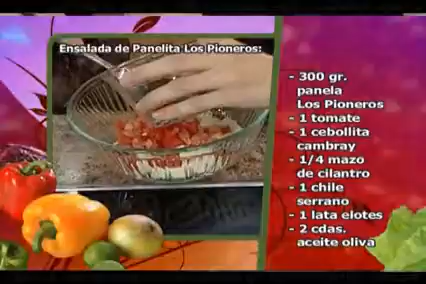 Ensalada de Panelita Los Pioneros:
- 300 gr.
panela
Los Pioneros
- 1 tomate
- 1 cebollita
cambray
- 1/4 mazo
de cilantro
- 1 chile
serrano
- 1 lata elotes
- 2 cdas.
aceite oliva